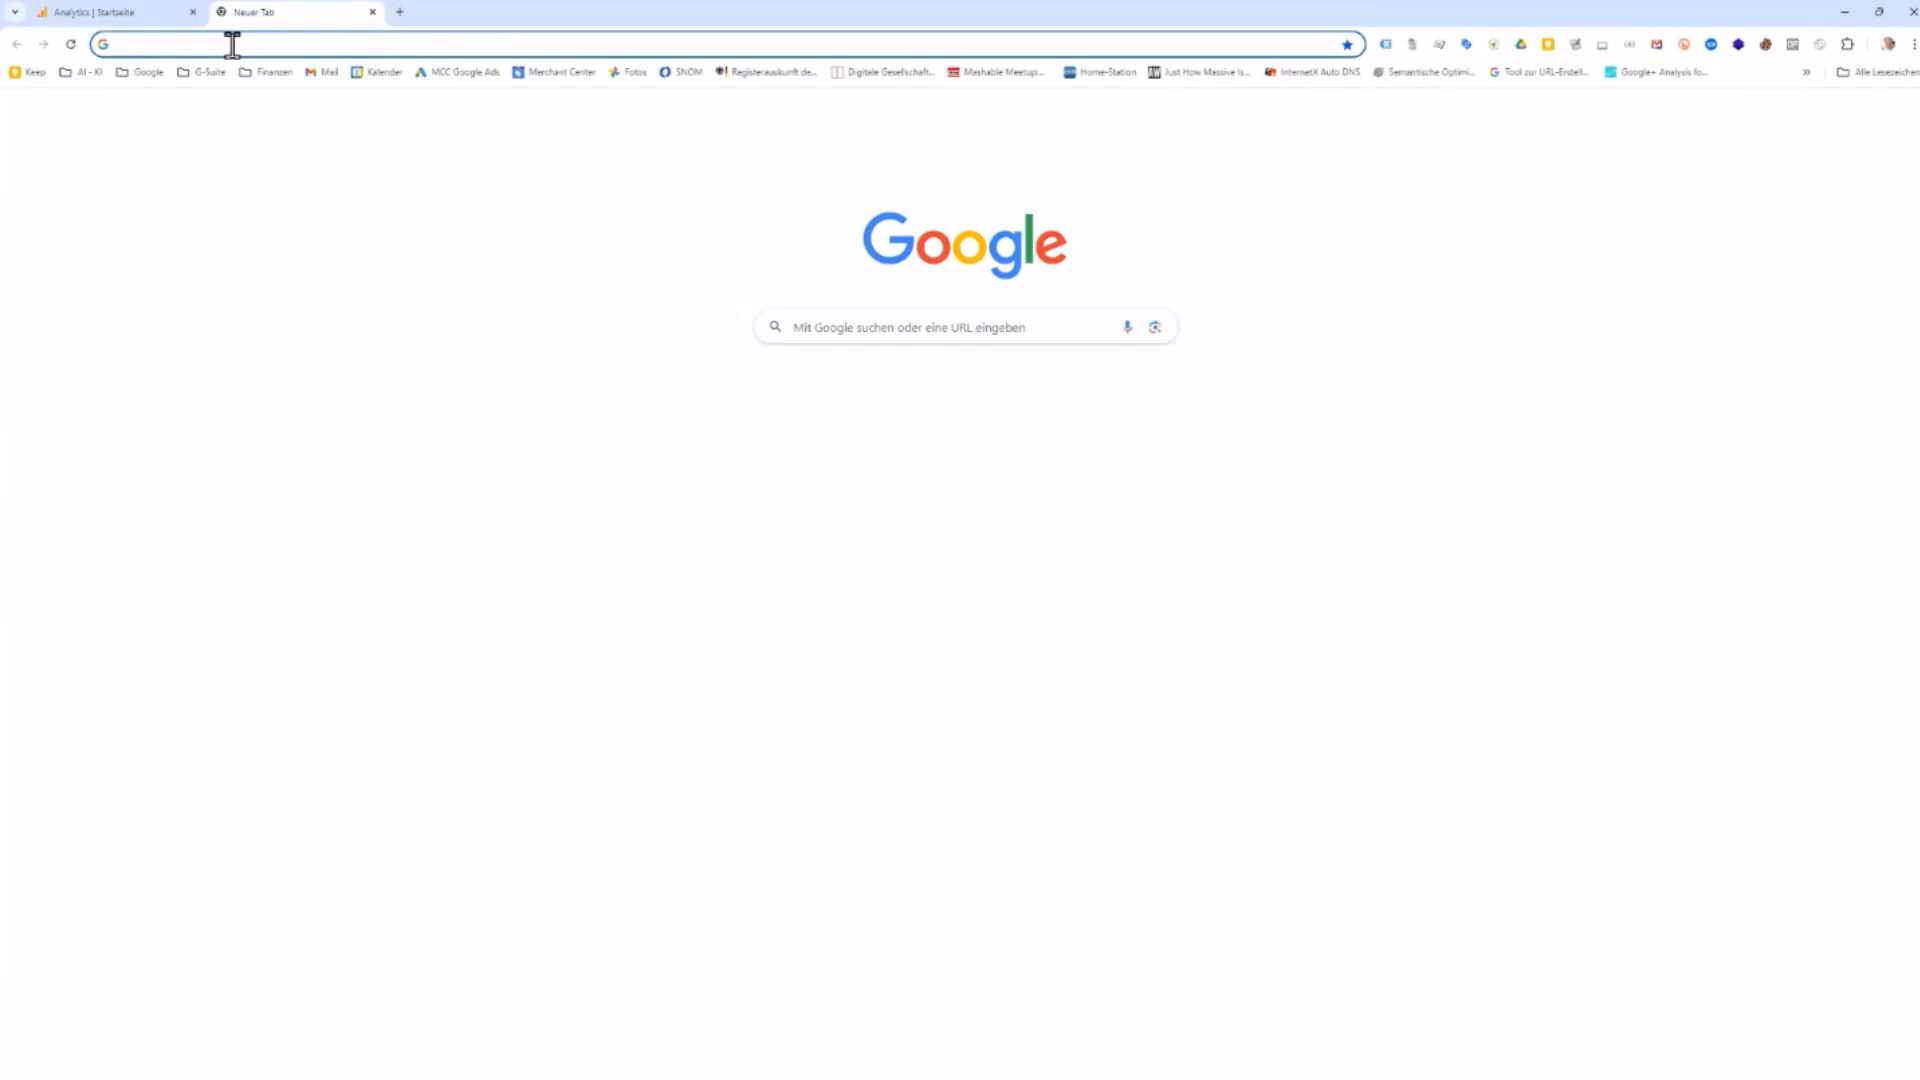 Analytics | Startseite
Neuer Tab
Keep AI - KI Google G-Suite Finanzen Mail Kalender MCC Google Ads Merchant Center Fotos SNOM Registerauskunft de... Digitale Gesellschaft... Mashable Meetup:... Home-Station Just How Massive Is... InternetX Auto DNS Semantische Optimi... Tool zur URL-Erstell... Google+ Analysis fo... » Alle Lesezeichen
Google
Mit Google suchen oder eine URL eingeben